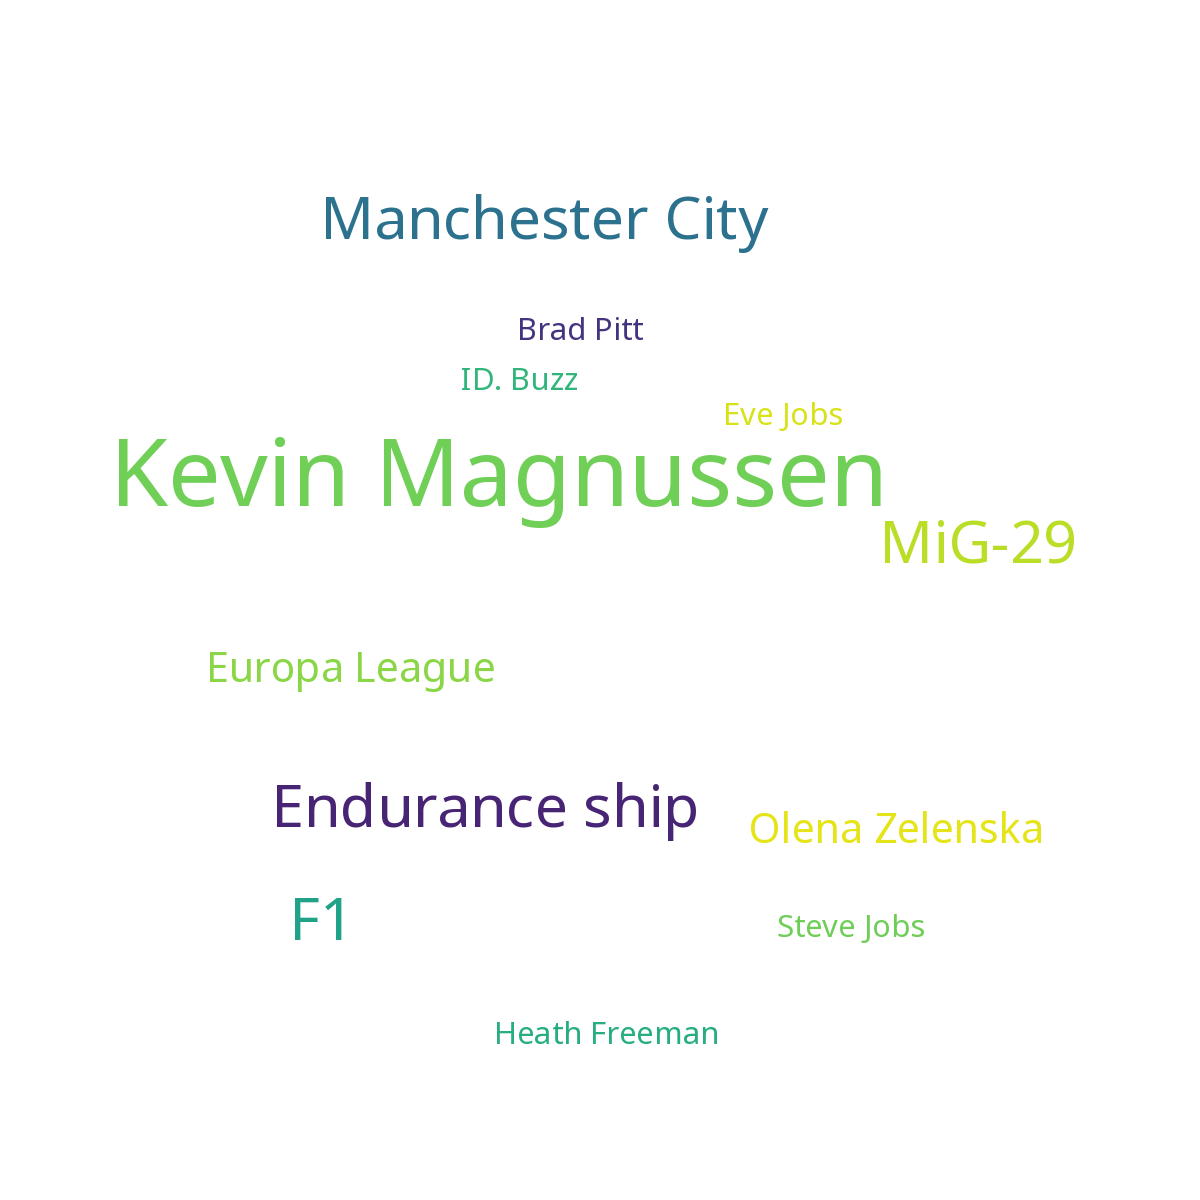 Manchester City
Brad Pitt
ID. Buzz
Eve Jobs
Kevin Magnussen
MiG-29
Europa League
Endurance ship
Olena Zelenska
F1
Steve Jobs
Heath Freeman